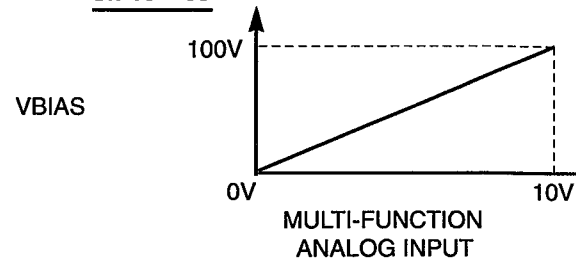 100V
VBIAS
0V
10V
MULTI-FUNCTION
ANALOG INPUT